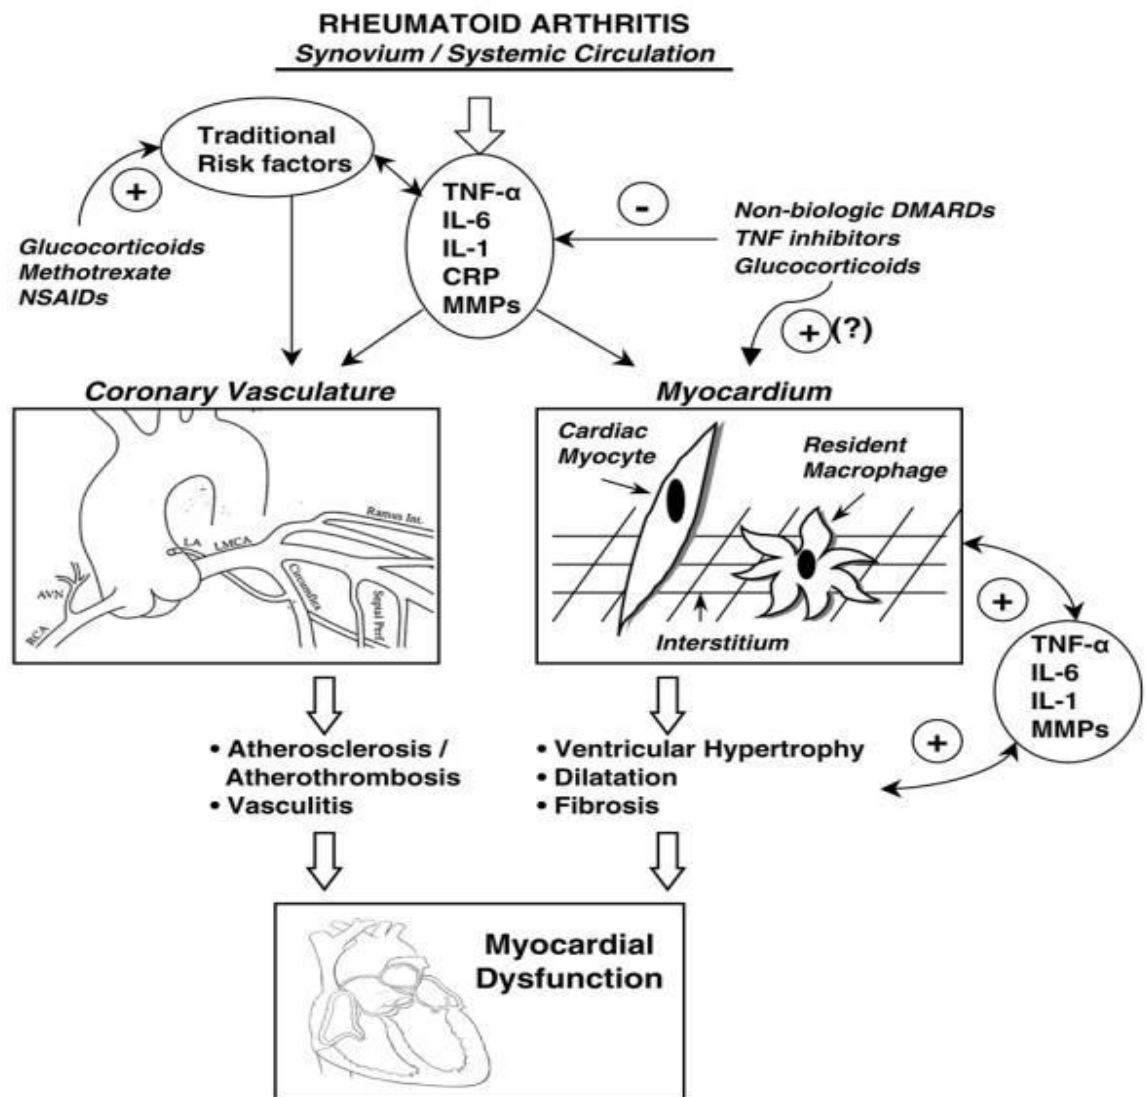 RHEUMATOID ARTHRITIS
Synovium / Systemic Circulation
Traditional
Risk factors
+
Glucocorticoids
Methotrexate
NSAIDs
TNF-α
IL-6
IL-1
CRP
MMPs
-
Non-biologic DMARDs
TNF inhibitors
Glucocorticoids
+(?)
Coronary Vasculature
Ramus Int.
LA
LMCA
AVN
RCA
Circumflex
Septal Perf.
Myocardium
Cardiac
Myocyte
Resident
Macrophage
Interstitium
+
TNF-α
IL-6
IL-1
MMPs
+
• Atherosclerosis /
Atherothrombosis
• Vasculitis
• Ventricular Hypertrophy
• Dilatation
• Fibrosis
Myocardial
Dysfunction